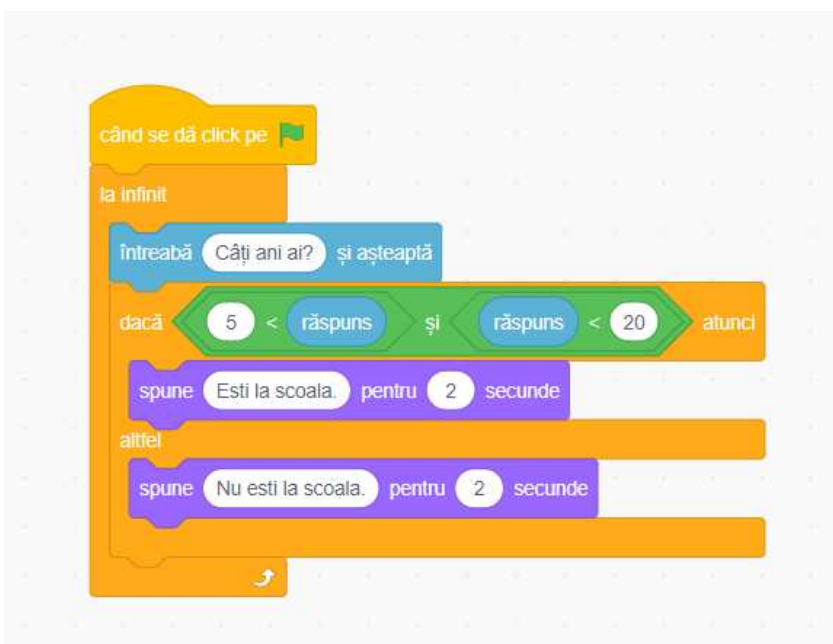 când se dă click pe
la infinit
întreabă Câți ani ai? și așteaptă
dacă 5 < răspuns și răspuns < 20 atunci
spune Esti la scoala. pentru 2 secunde
altfel
spune Nu esti la scoala. pentru 2 secunde